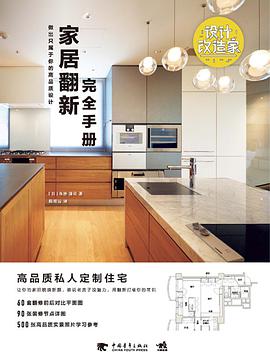 做出只属于你的高品质设计
家居翻新
完全手册
设计
改造家
高品质私人定制住宅
60套翻修前后对比平面图
90张装修节点详图
500张高品质实景照片学习参考
中国青年出版社
CHINA YOUTH PRESS